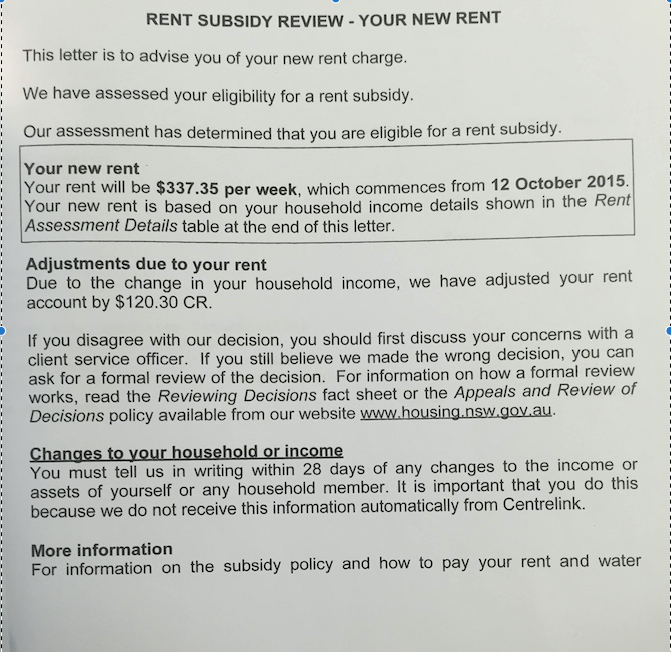 RENT SUBSIDY REVIEW - YOUR NEW RENT
This letter is to advise you of your new rent charge.
We have assessed your eligibility for a rent subsidy.
Our assessment has determined that you are eligible for a rent subsidy.
Your new rent
Your rent will be $337.35 per week, which commences from 12 October 2015.
Your new rent is based on your household income details shown in the Rent
Assessment Details table at the end of this letter.
Adjustments due to your rent
Due to the change in your household income, we have adjusted your rent
account by $120.30 CR.
If you disagree with our decision, you should first discuss your concerns with a
client service officer. If you still believe we made the wrong decision, you can
ask for a formal review of the decision. For information on how a formal review
works, read the Reviewing Decisions fact sheet or the Appeals and Review of
Decisions policy available from our website www.housing.nsw.gov.au.
Changes to your household or income
You must tell us in writing within 28 days of any changes to the income or
assets of yourself or any household member. It is important that you do this
because we do not receive this information automatically from Centrelink.
More information
For information on the subsidy policy and how to pay your rent and water